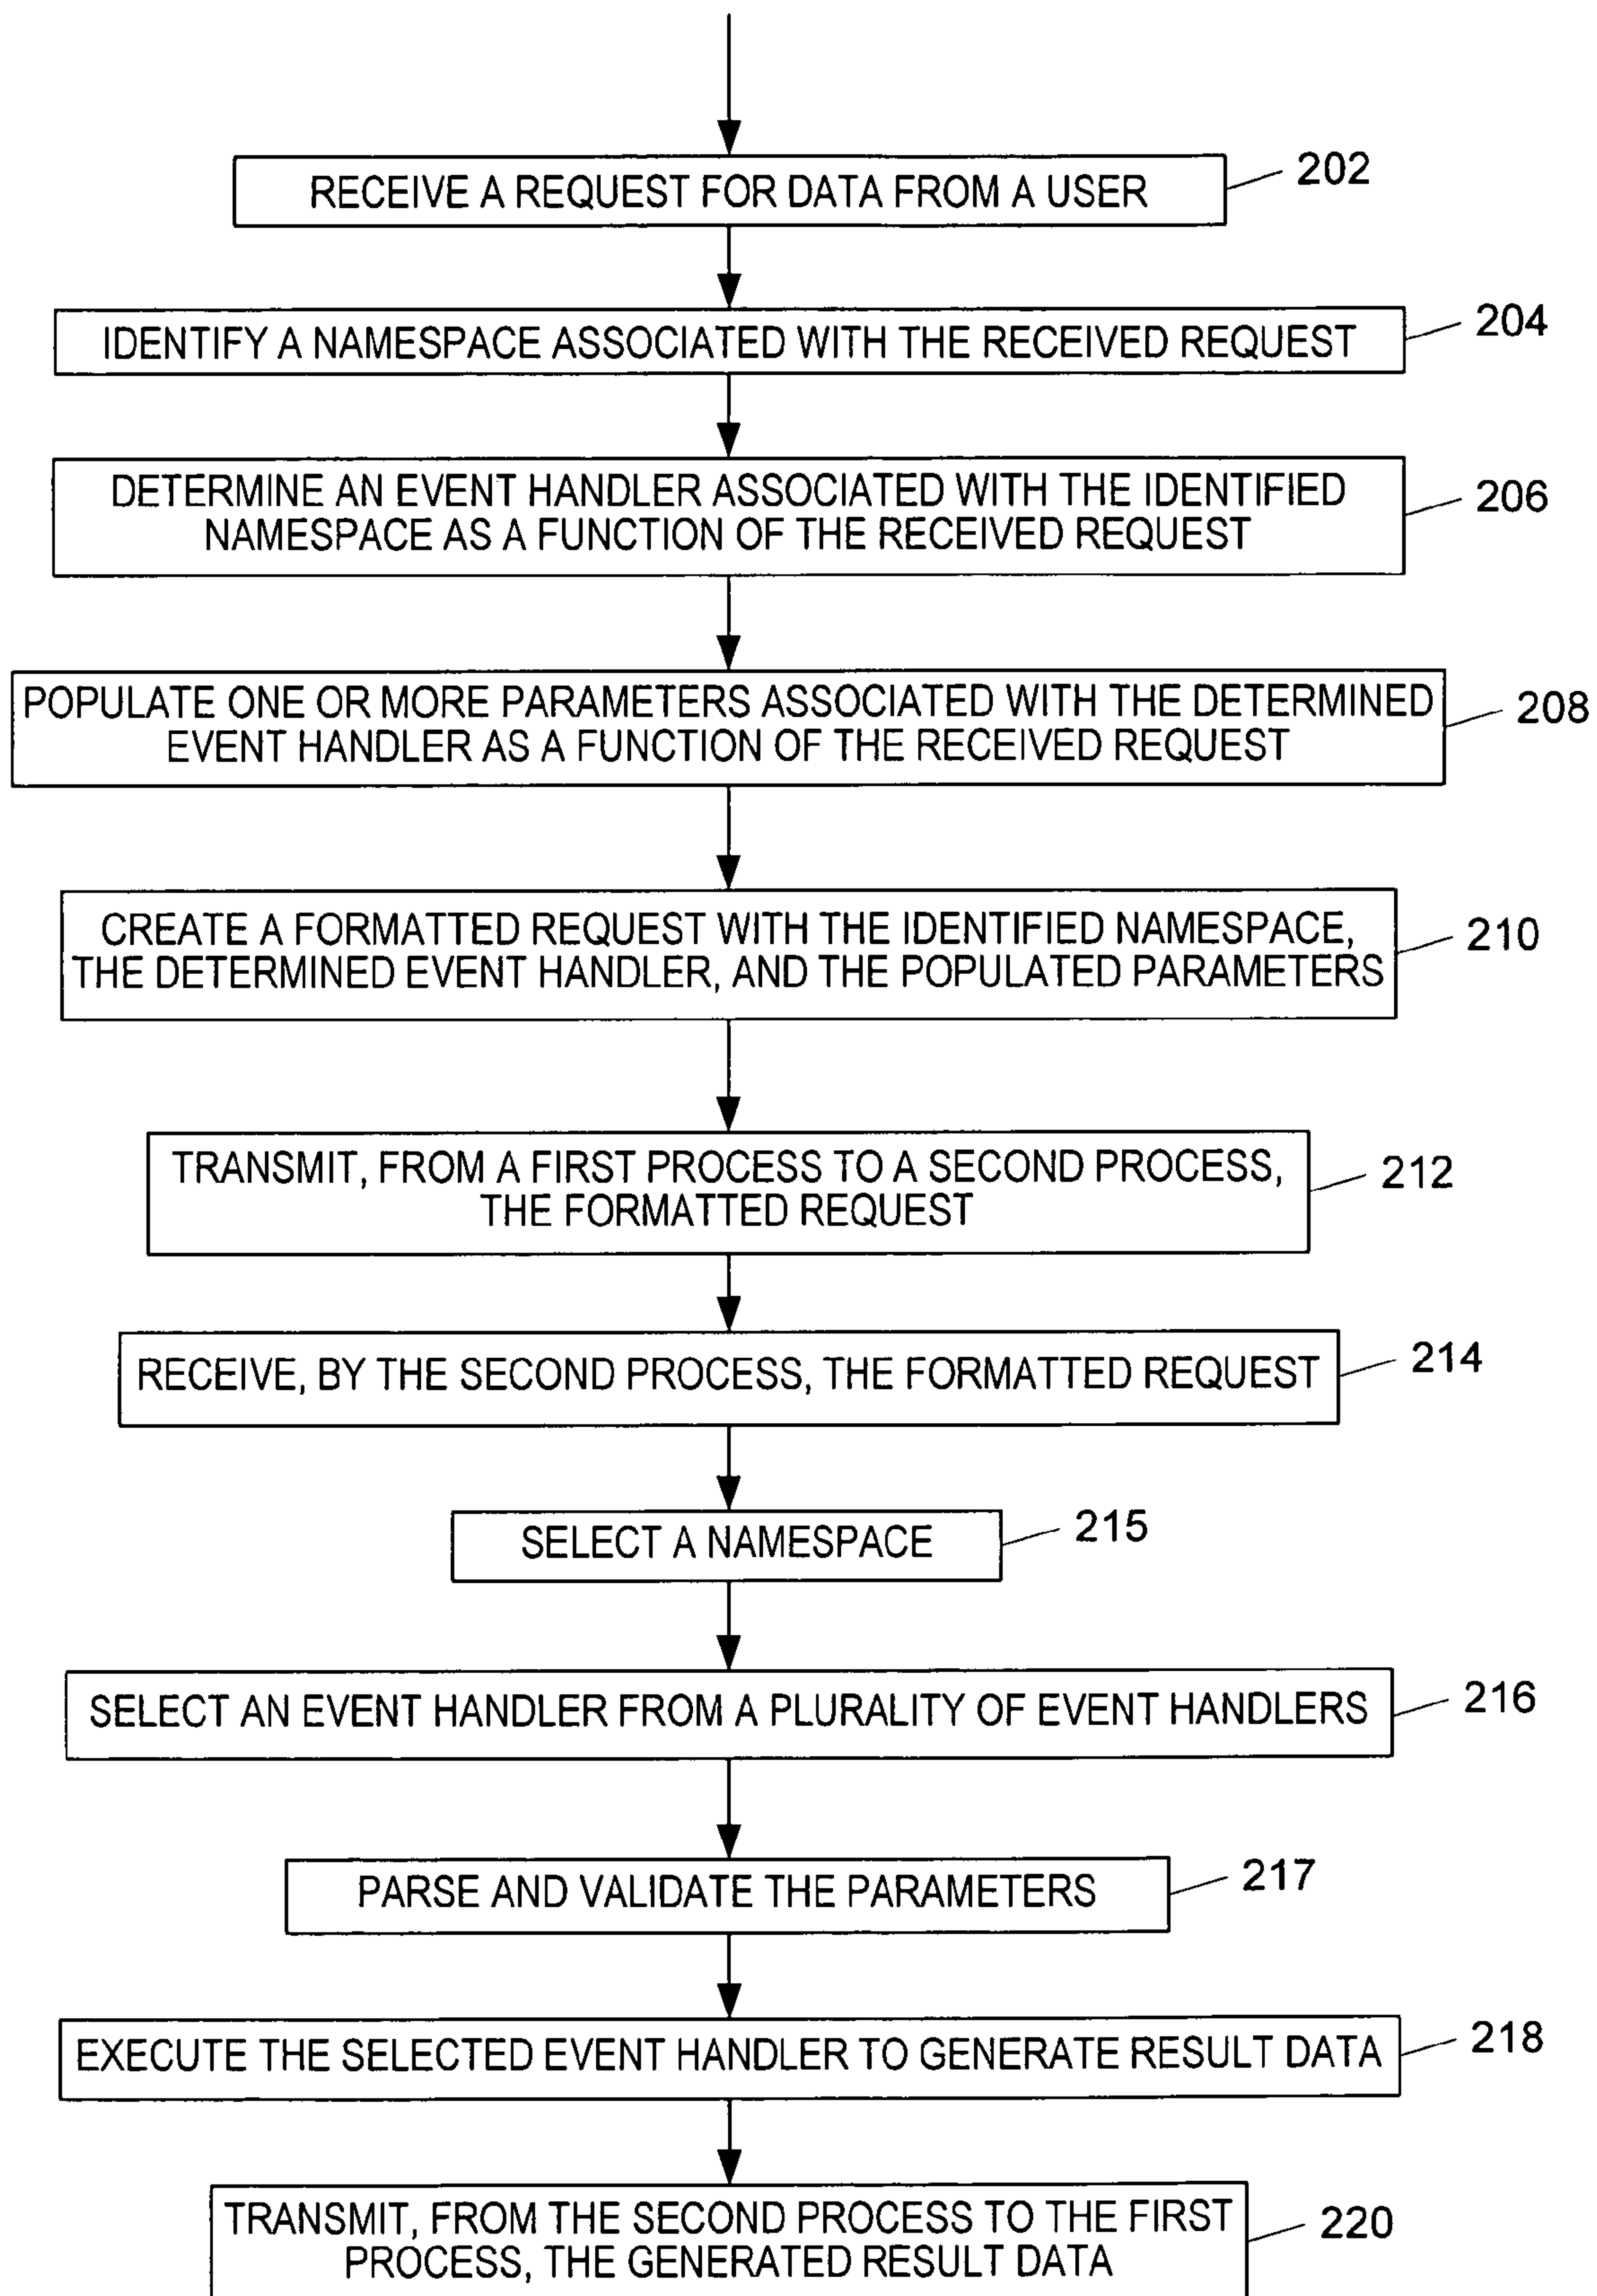 RECEIVE A REQUEST FOR DATA FROM A USER
202
IDENTIFY A NAMESPACE ASSOCIATED WITH THE RECEIVED REQUEST
204
DETERMINE AN EVENT HANDLER ASSOCIATED WITH THE IDENTIFIED
NAMESPACE AS A FUNCTION OF THE RECEIVED REQUEST
206
POPULATE ONE OR MORE PARAMETERS ASSOCIATED WITH THE DETERMINED
EVENT HANDLER AS A FUNCTION OF THE RECEIVED REQUEST
208
CREATE A FORMATTED REQUEST WITH THE IDENTIFIED NAMESPACE,
THE DETERMINED EVENT HANDLER, AND THE POPULATED PARAMETERS
210
TRANSMIT, FROM A FIRST PROCESS TO A SECOND PROCESS,
THE FORMATTED REQUEST
212
RECEIVE, BY THE SECOND PROCESS, THE FORMATTED REQUEST
214
SELECT A NAMESPACE
215
SELECT AN EVENT HANDLER FROM A PLURALITY OF EVENT HANDLERS
216
PARSE AND VALIDATE THE PARAMETERS
217
EXECUTE THE SELECTED EVENT HANDLER TO GENERATE RESULT DATA
218
TRANSMIT, FROM THE SECOND PROCESS TO THE FIRST
PROCESS, THE GENERATED RESULT DATA
220